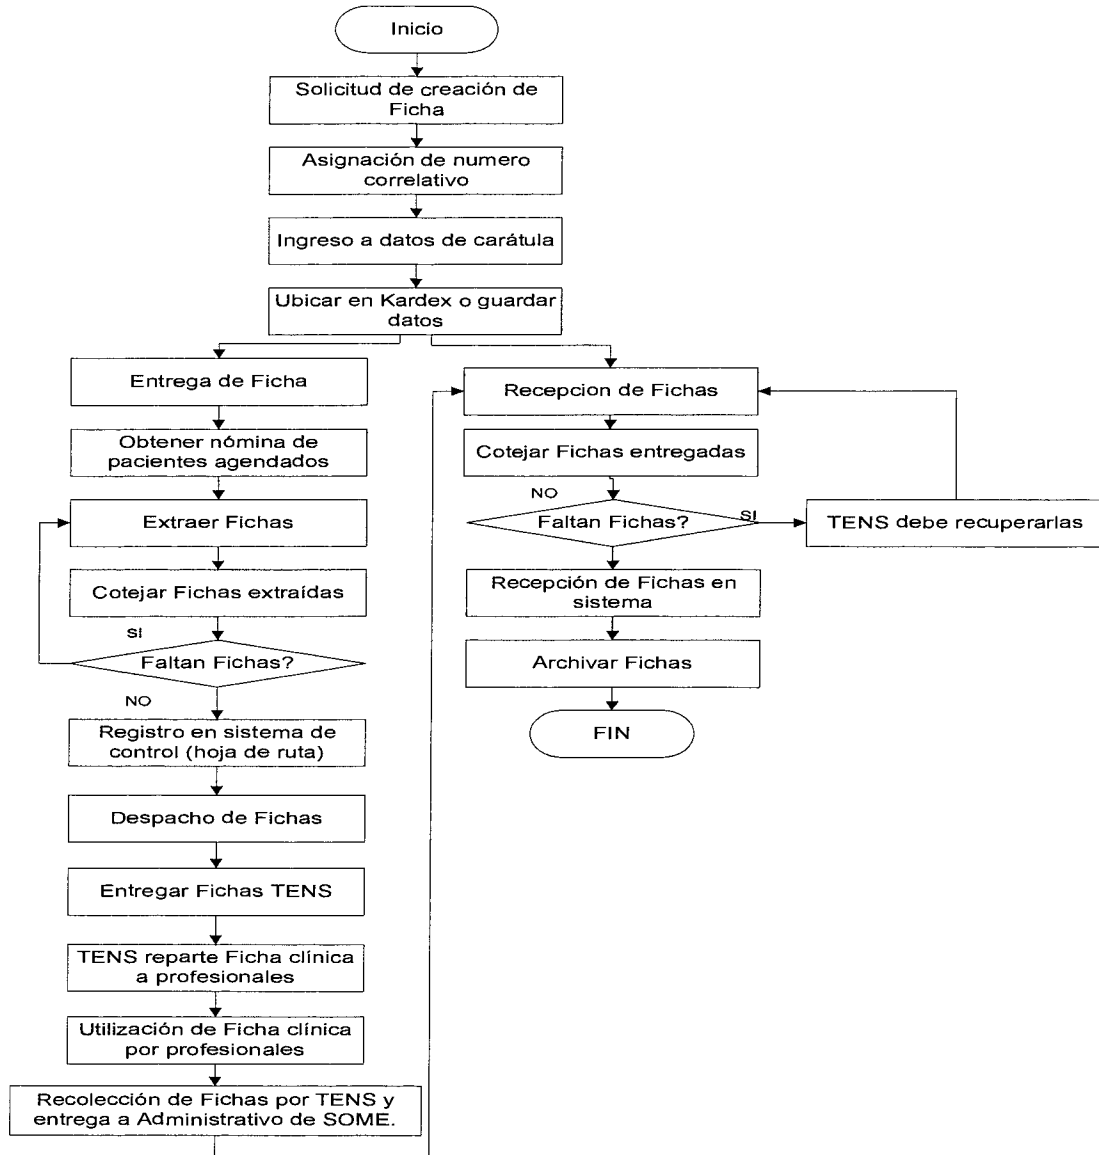 Inicio
Solicitud de creación de
Ficha
Asignación de numero
correlativo
Ingreso a datos de carátula
Ubicar en Kardex o guardar
datos
Entrega de Ficha
Obtener nómina de
pacientes agendados
Extraer Fichas
Cotejar Fichas extraídas
SI
Faltan Fichas?
NO
Registro en sistema de
control (hoja de ruta)
Despacho de Fichas
Entregar Fichas TENS
TENS reparte Ficha clínica
a profesionales
Utilización de Ficha clínica
por profesionales
Recolección de Fichas por TENS y
entrega a Administrativo de SOME.
Recepcion de Fichas
Cotejar Fichas entregadas
NO
Faltan Fichas?
SI
TENS debe recuperarlas
Recepción de Fichas en
sistema
Archivar Fichas
FIN